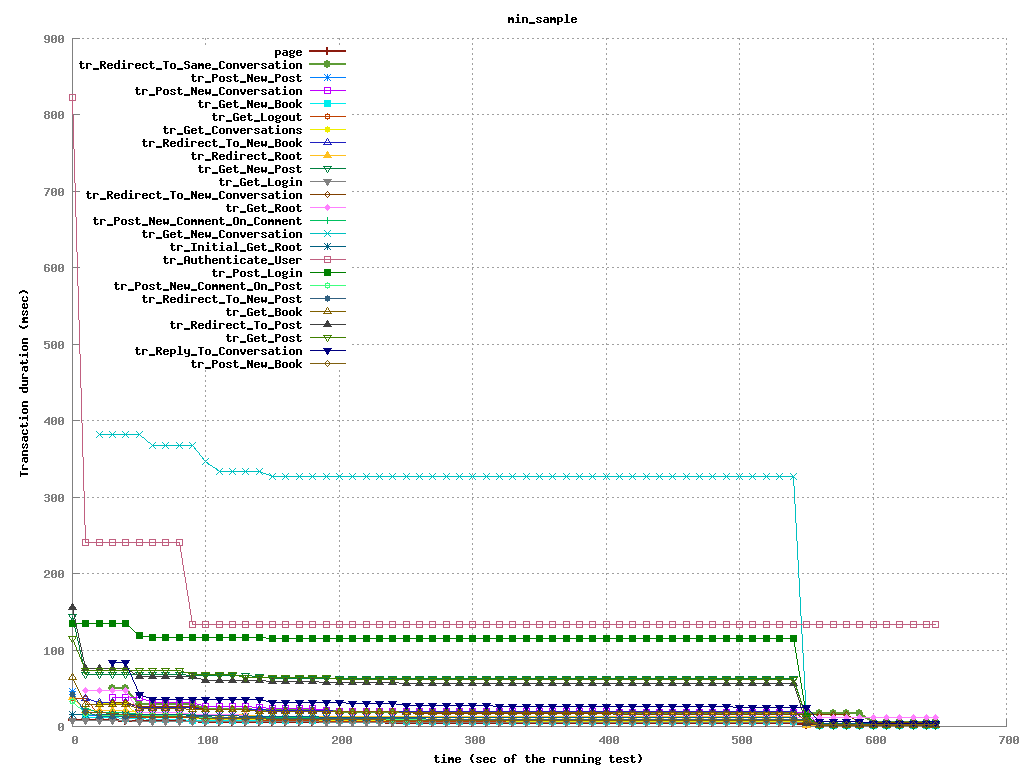 min_sample
900
800
700
600
500
400
300
200
100
0
Transaction duration (msec)
page
tr_Redirect_To_Same_Conversation
tr_Post_New_Post
tr_Post_New_Conversation
tr_Get_New_Book
tr_Get_Logout
tr_Get_Conversations
tr_Redirect_To_New_Book
tr_Redirect_Root
tr_Get_New_Post
tr_Get_Login
tr_Redirect_To_New_Conversation
tr_Get_Root
tr_Post_New_Comment_On_Comment
tr_Get_New_Conversation
tr_Initial_Get_Root
tr_Authenticate_User
tr_Post_Login
tr_Post_New_Comment_On_Post
tr_Redirect_To_New_Post
tr_Get_Book
tr_Redirect_To_Post
tr_Get_Post
tr_Reply_To_Conversation
tr_Post_New_Book
0 100 200 300 400 500 600 700
time (sec of the running test)